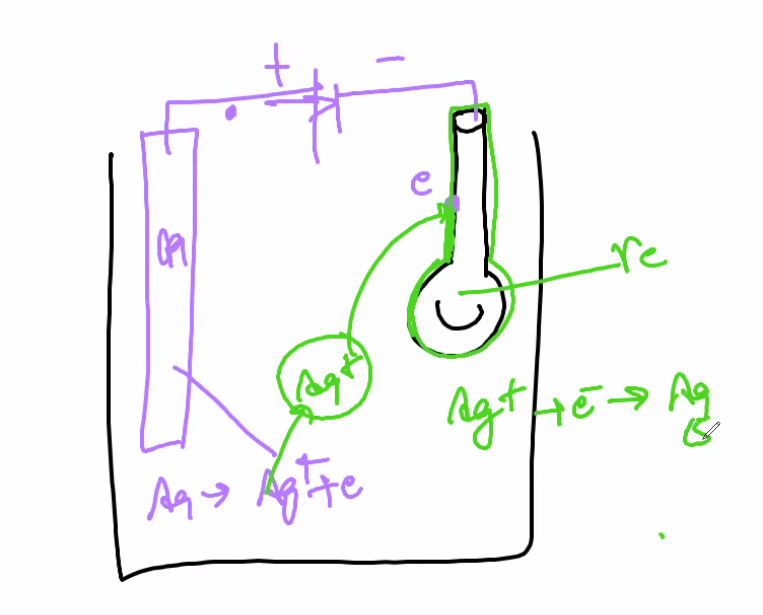 + -
e
Ag
re
Ag+
Ag+ + e- → Ag
(s
Ag → Ag+ + e